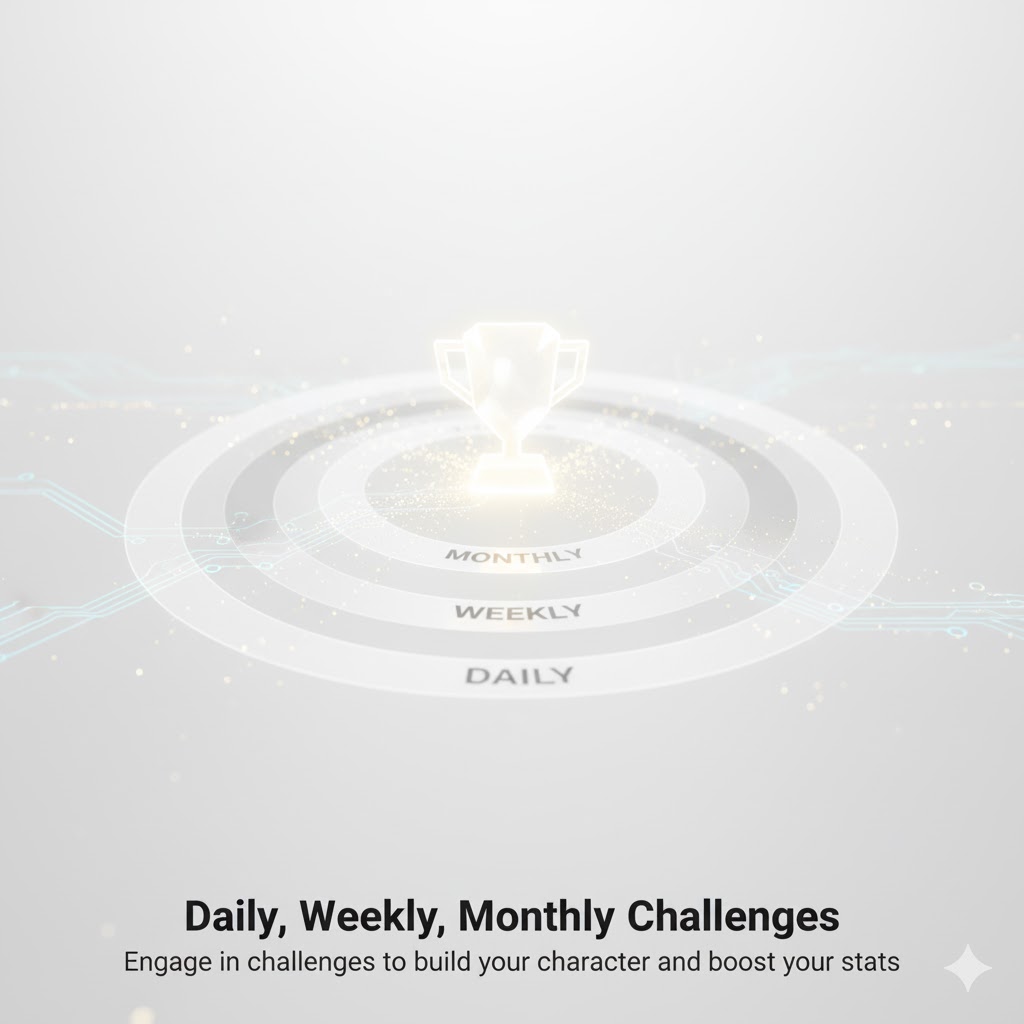 MONTHLY
WEEKLY
DAILY
Daily, Weekly, Monthly Challenges
Engage in challenges to build your character and boost your stats